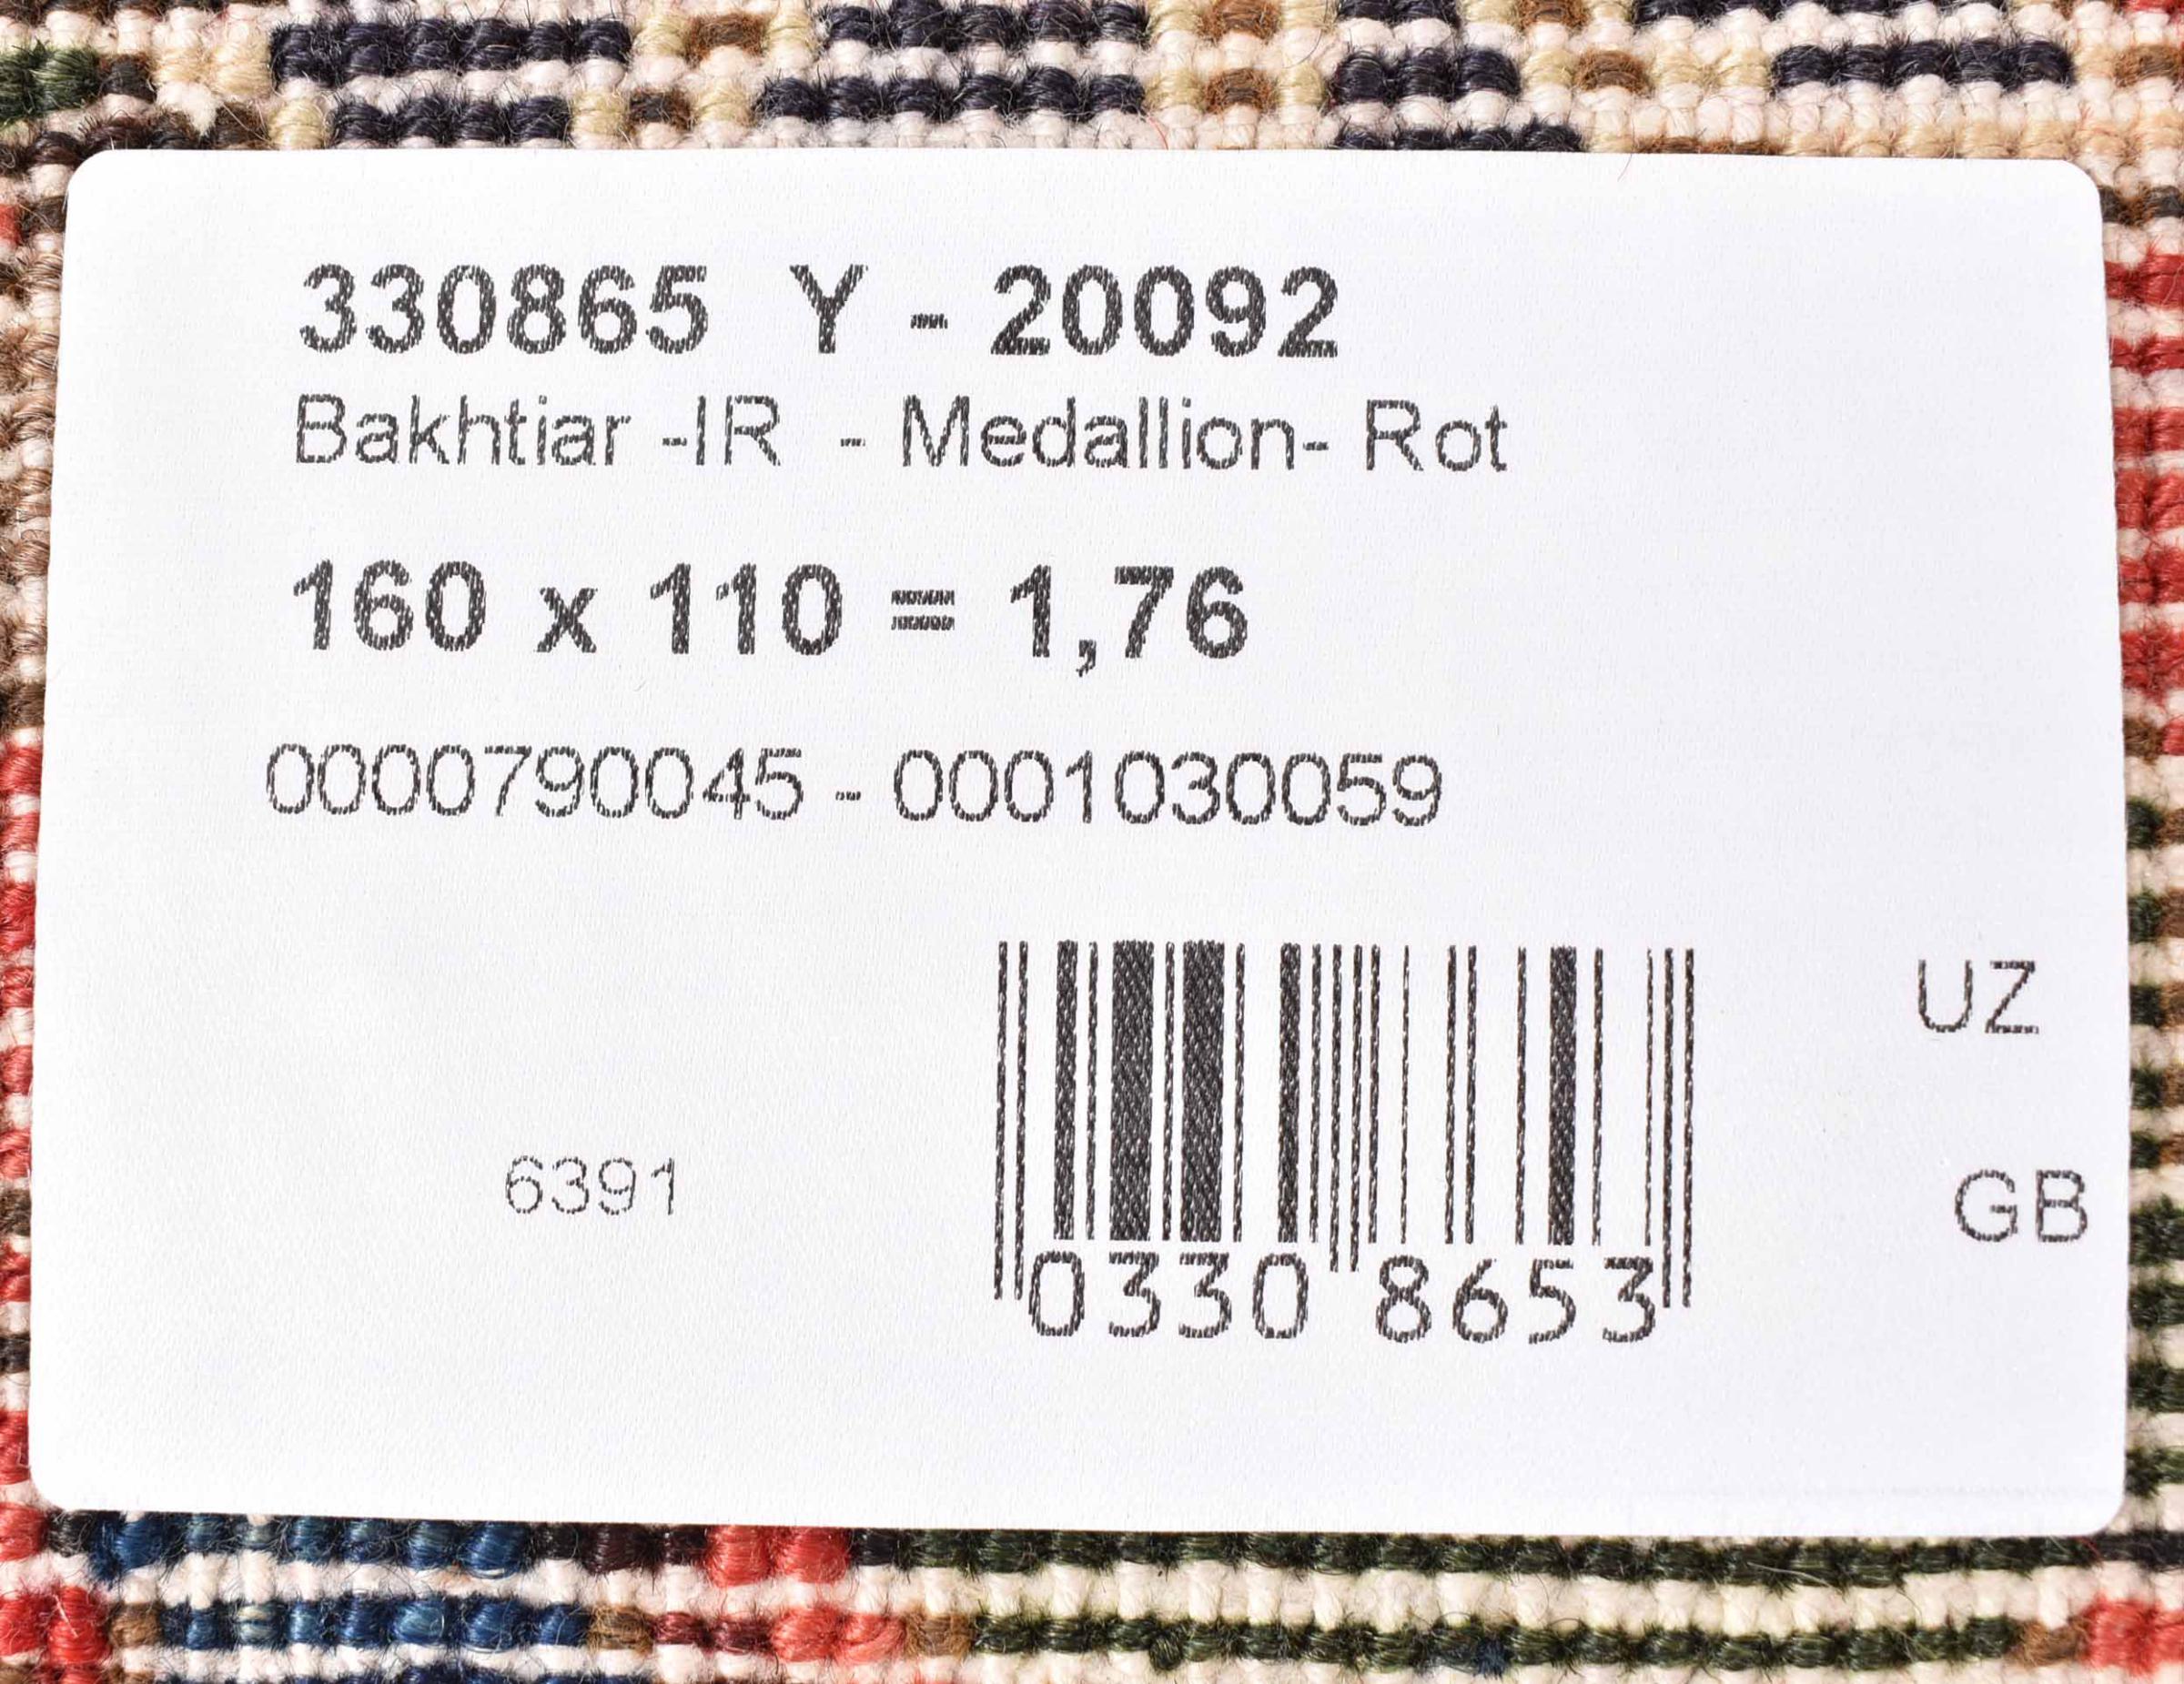 330865 Y - 20092
Bakhtiar -IR - Medallion- Rot
160 x 110 = 1,76
0000790045 - 0001030059
UZ
6391
GB
0330 8653